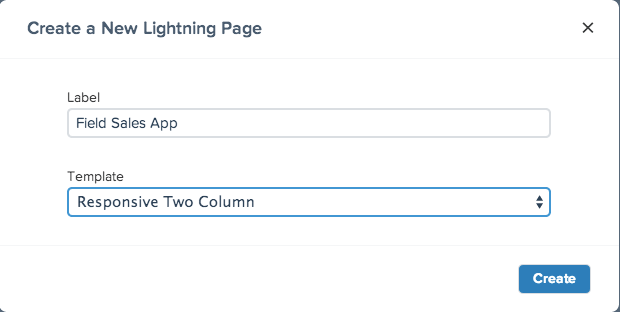 Create a New Lightning Page
Label
Field Sales App
Template
Responsive Two Column
Create